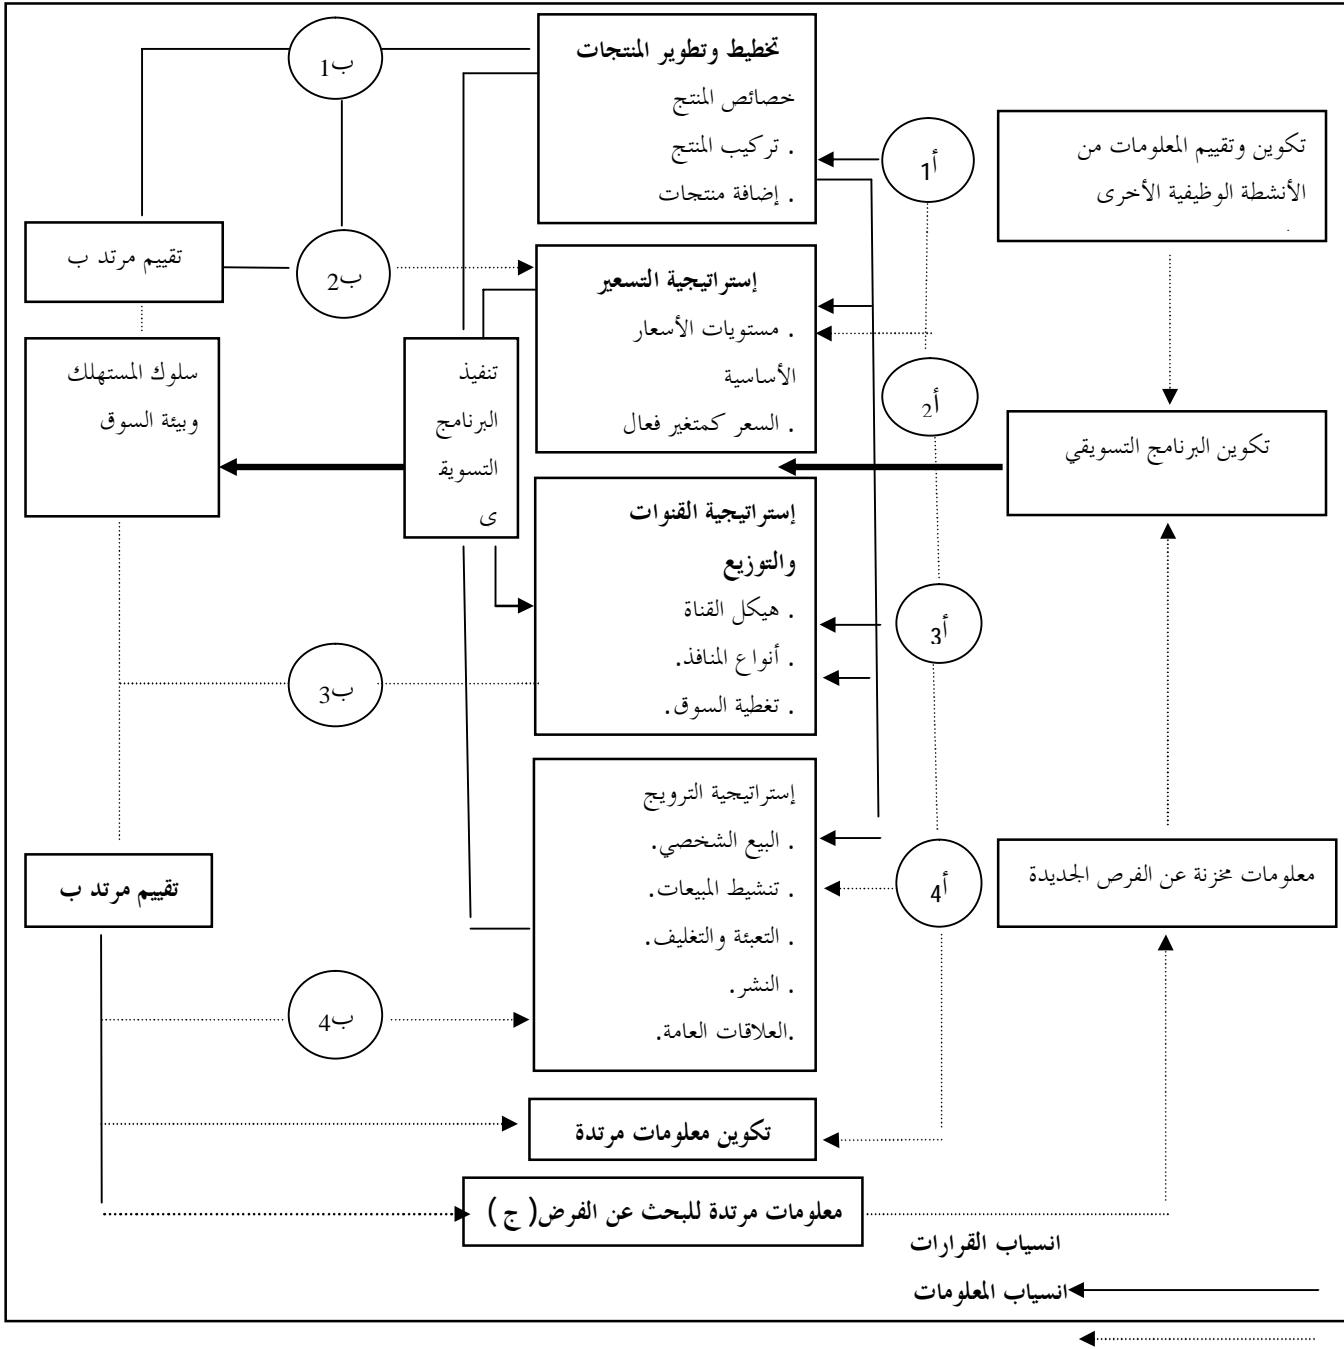 تخطيط وتطوير المنتجات
خصائص المنتج
. تركيب المنتج
. إضافة منتجات
ب1
أ1
تكوين وتقييم المعلومات من
الأنشطة الوظيفية الأخرى
.
تقييم مرتد ب
ب2
إستراتيجية التسعير
. مستويات الأسعار
الأساسية
. السعر كمتغير فعال
أ2
سلوك المستهلك
وبيئة السوق
تنفيذ
البرنامج
التسويق
ى
تكوين البرنامج التسويقي
إستراتيجية القنوات
والتوزيع
. هيكل القناة
. أنواع المنافذ.
. تغطية السوق.
أ3
ب3
إستراتيجية الترويج
. البيع الشخصي.
. تنشيط المبيعات.
. التعبئة والتغليف.
. النشر.
.العلاقات العامة.
أ4
معلومات مخزنة عن الفرص الجديدة
تقييم مرتد ب
ب4
تكوين معلومات مرتدة
معلومات مرتدة للبحث عن الفرض( ج )
انسياب القرارات
انسياب المعلومات